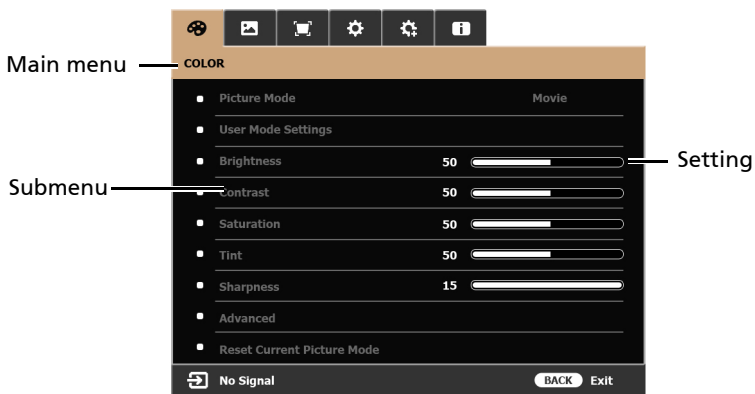 Main menu
COLOR
Picture Mode Movie
User Mode Settings
Brightness 50
Setting
Submenu
Contrast 50
Saturation 50
Tint 50
Sharpness 15
Advanced
Reset Current Picture Mode
No Signal BACK Exit